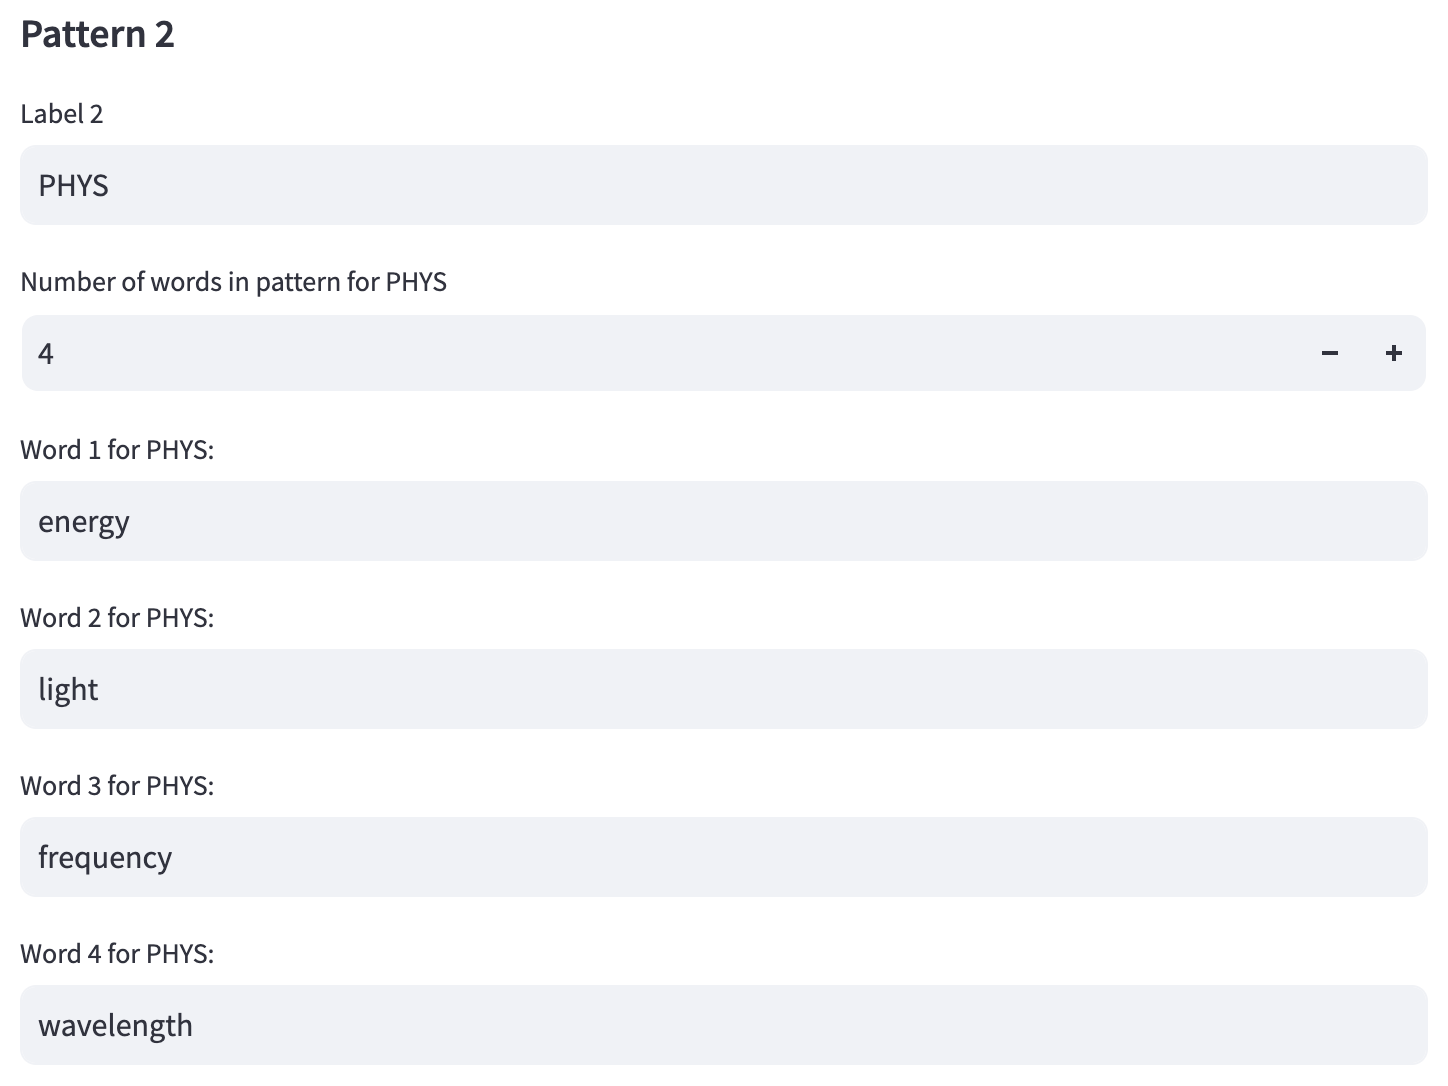 Pattern 2
Label 2
PHYS
Number of words in pattern for PHYS
4
Word 1 for PHYS:
energy
Word 2 for PHYS:
light
Word 3 for PHYS:
frequency
Word 4 for PHYS:
wavelength